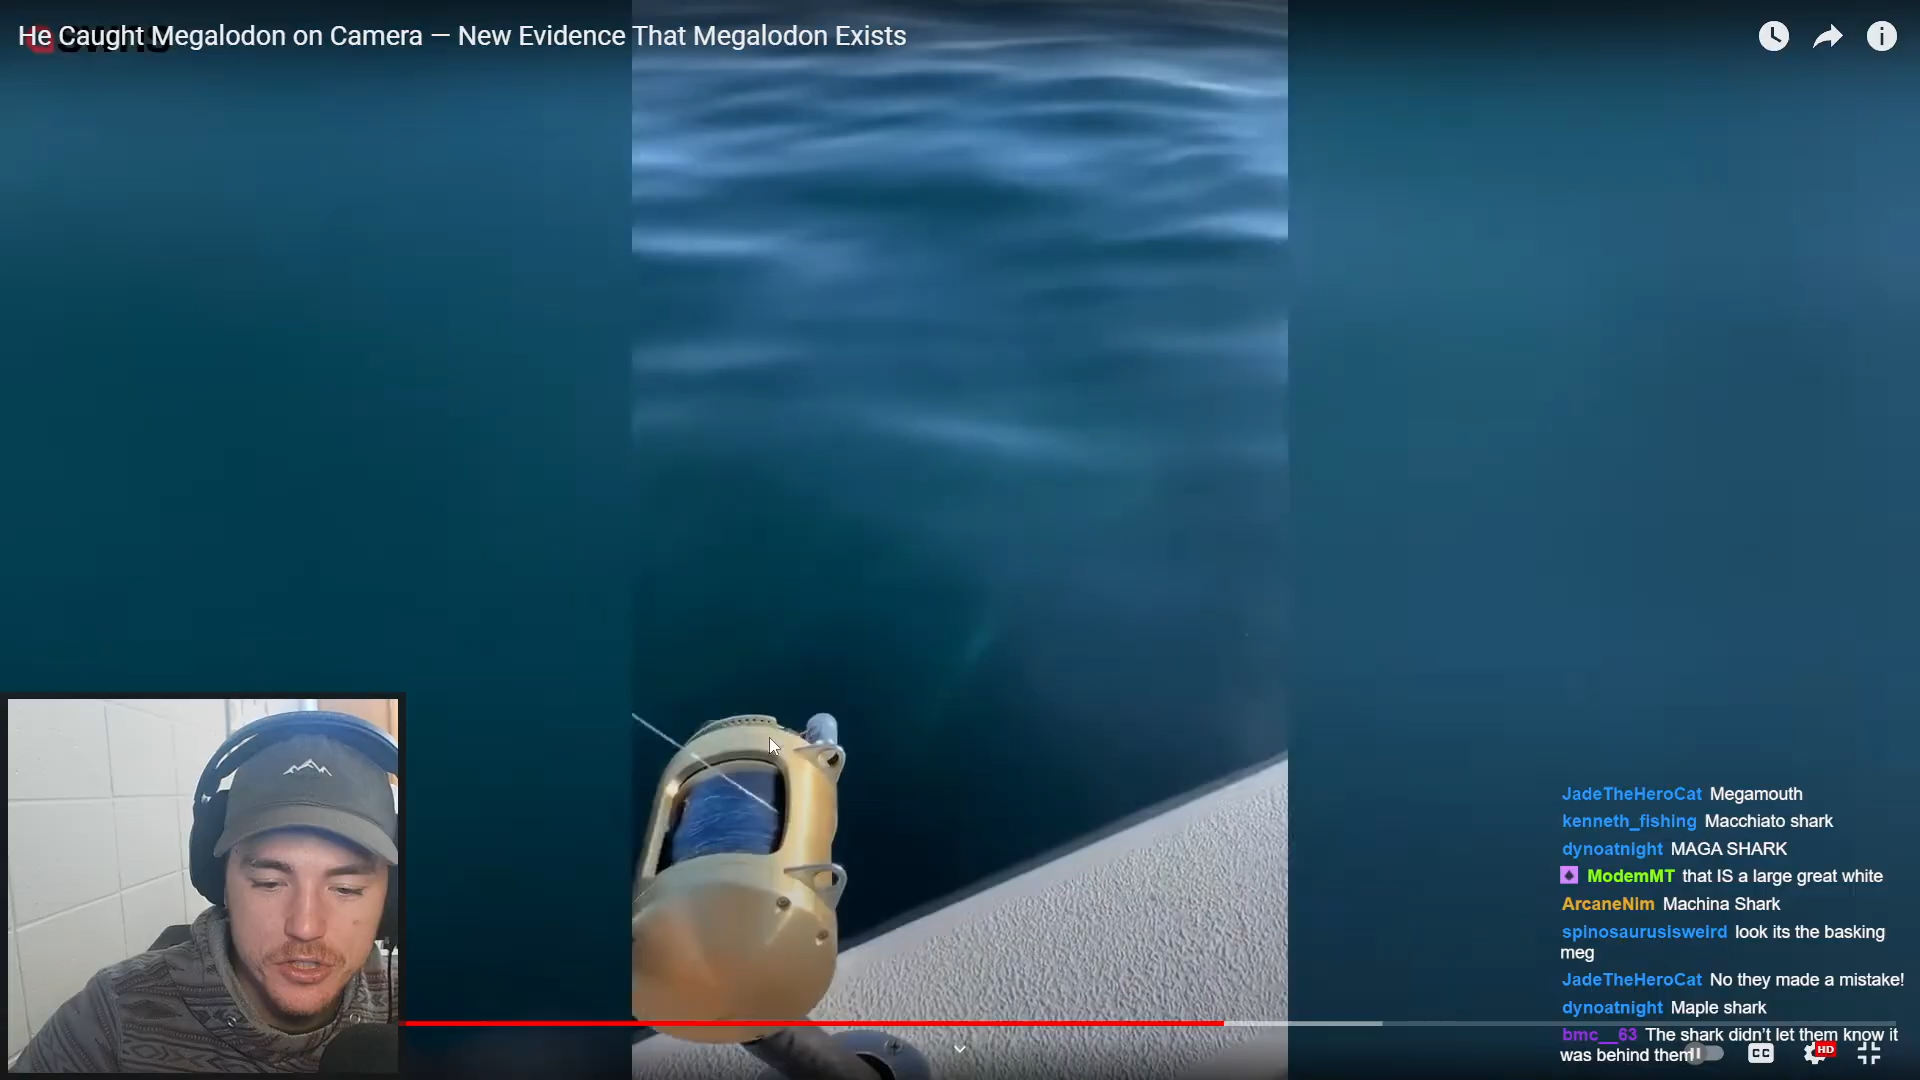 He Caught Megalodon on Camera — New Evidence That Megalodon Exists
JadeTheHeroCat Megamouth
kenneth_fishing Macchiato shark
dynoatnight MAGA SHARK
ModemMT that IS a large great white
ArcaneNim Machina Shark
spinosaurusisweird look its the basking
meg
JadeTheHeroCat No they made a mistake!
dynoatnight Maple shark
bmc__63 The shark didn't let them know it
was behind them
CC
HD